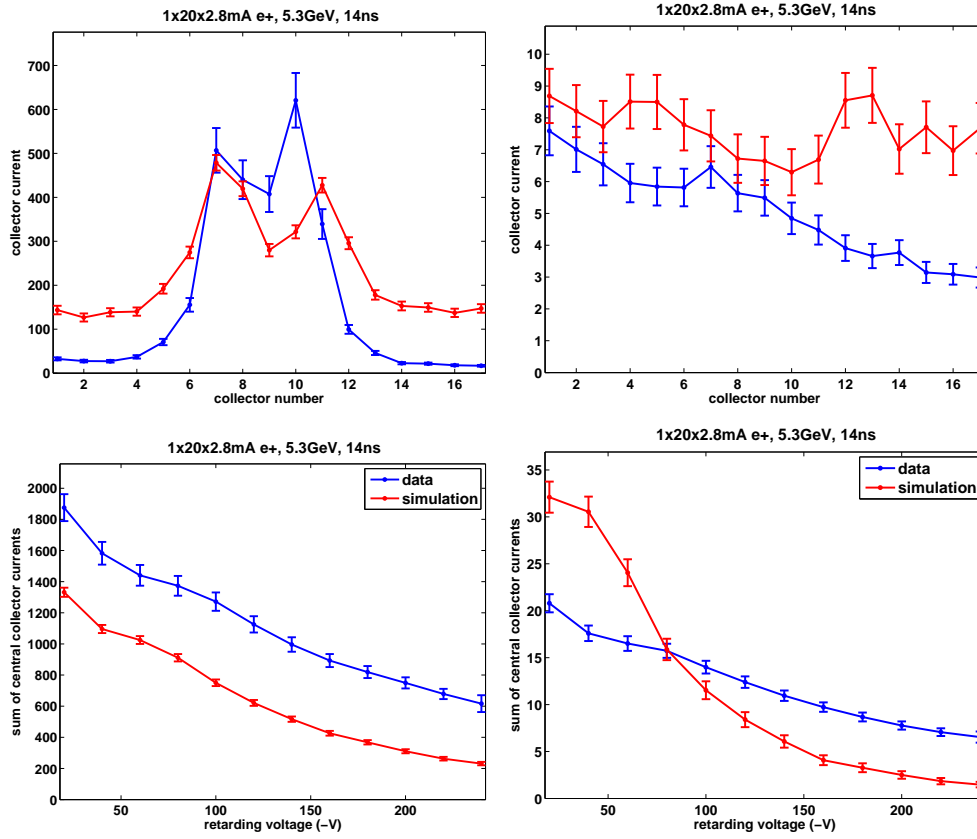 1x20x2.8mA e+, 5.3GeV, 14ns
collector current
700
600
500
400
300
200
100
0
2 4 6 8 10 12 14 16
collector number
1x20x2.8mA e+, 5.3GeV, 14ns
collector current
10
9
8
7
6
5
4
3
2
1
0
2 4 6 8 10 12 14 16
collector number
1x20x2.8mA e+, 5.3GeV, 14ns
data
simulation
sum of central collector currents
2000
1800
1600
1400
1200
1000
800
600
400
200
0
50 100 150 200
retarding voltage (−V)
1x20x2.8mA e+, 5.3GeV, 14ns
data
simulation
sum of central collector currents
35
30
25
20
15
10
5
0
50 100 150 200
retarding voltage (−V)